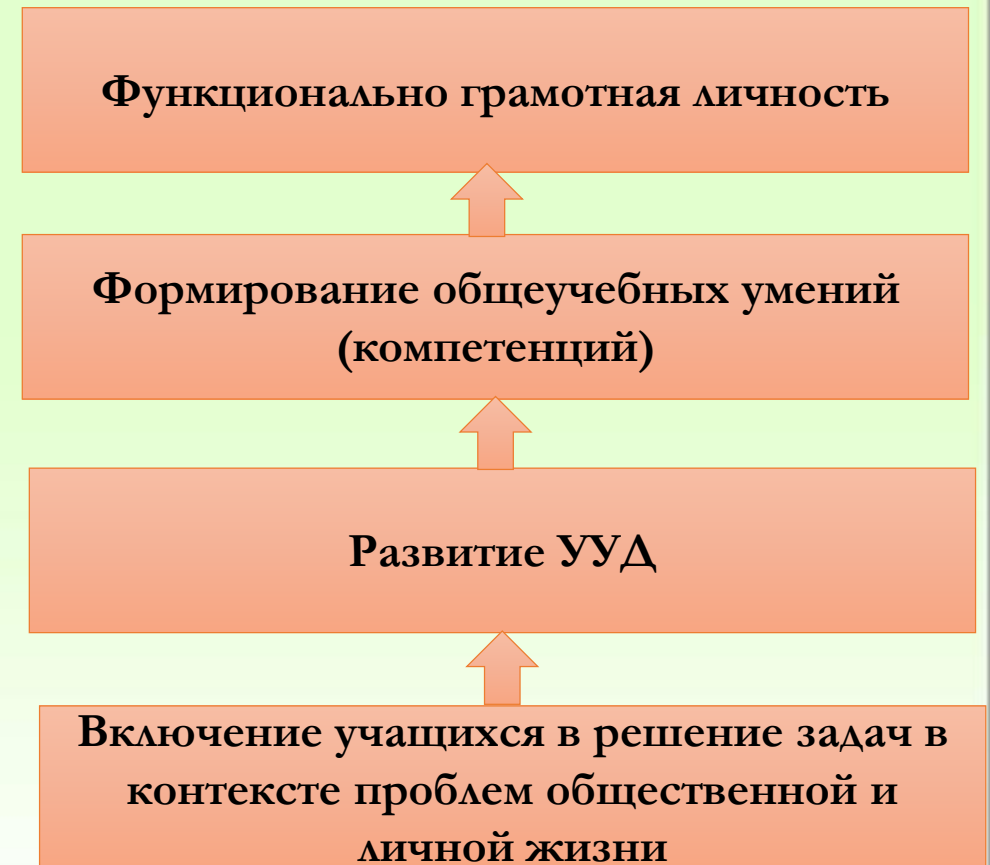 Функционально грамотная личность
Формирование общеучебных умений
(компетенций)
Развитие УУД
Включение учащихся в решение задач в
контексте проблем общественной и
личной жизни